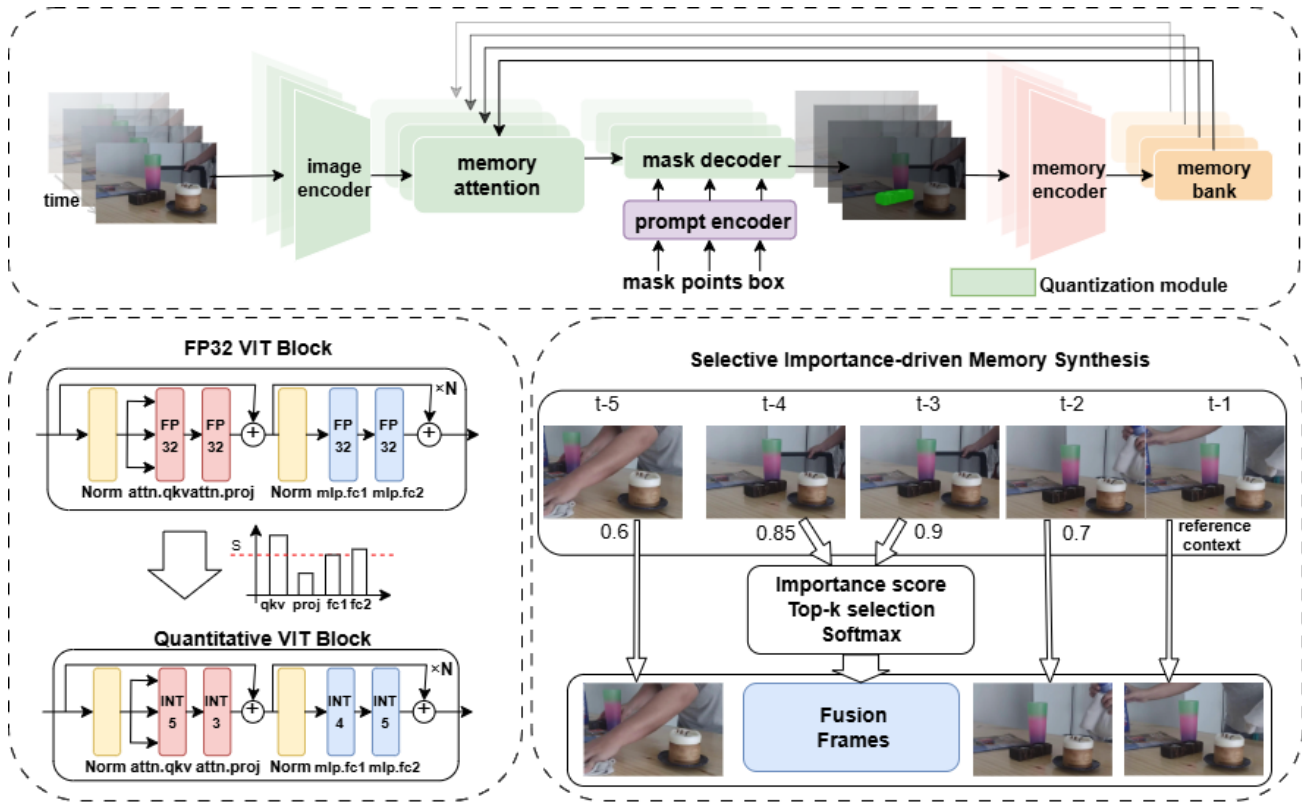 time
image
encoder
memory
attention
mask decoder
prompt encoder
mask points box
memory
encoder
memory
bank
Quantization module
FP32 VIT Block
×N
FP
32
FP
32
FP
32
FP
32
Norm attn.qkvattn.proj Norm mlp.fc1 mlp.fc2
S
qkv proj fc1 fc2
Quantitative VIT Block
×N
INT
5
INT
3
INT
4
INT
5
Norm attn.qkv attn.proj Norm mlp.fc1 mlp.fc2
Selective Importance-driven Memory Synthesis
t-5 t-4 t-3 t-2 t-1
0.6 0.85 0.9 0.7 reference
context
Importance score
Top-k selection
Softmax
Fusion
Frames